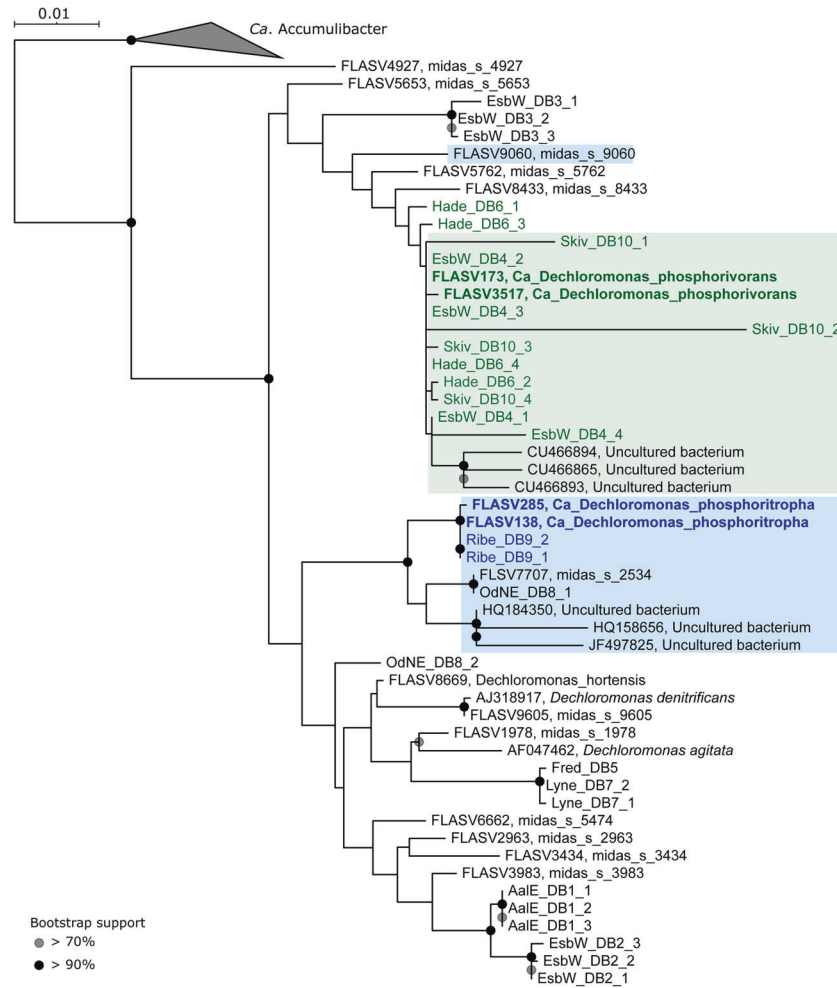 0.01
Ca. Accumulibacter
FLASV4927, midas_s_4927
FLASV5653, midas_s_5653
EsbW_DB3_1
EsbW_DB3_2
EsbW_DB3_3
FLASV9060, midas_s_9060
FLASV5762, midas_s_5762
FLASV8433, midas_s_8433
Hade_DB6_1
Hade_DB6_3
Skiv_DB10_1
EsbW_DB4_2
FLASV173, Ca_Dechloromonas_phosphorivorans
FLASV3517, Ca_Dechloromonas_phosphorivorans
EsbW_DB4_3
Skiv_DB10_2
Skiv_DB10_3
Hade_DB6_4
Hade_DB6_2
Skiv_DB10_4
EsbW_DB4_1
EsbW_DB4_4
CU466894, Uncultured bacterium
CU466865, Uncultured bacterium
CU466893, Uncultured bacterium
FLASV285, Ca_Dechloromonas_phosphoritropha
FLASV138, Ca_Dechloromonas_phosphoritropha
Ribe_DB9_2
Ribe_DB9_1
FLSV7707, midas_s_2534
OdNE_DB8_1
HQ184350, Uncultured bacterium
HQ158656, Uncultured bacterium
JF497825, Uncultured bacterium
OdNE_DB8_2
FLASV8669, Dechloromonas_hortensis
AJ318917, Dechloromonas denitrificans
FLASV9605, midas_s_9605
FLASV1978, midas_s_1978
AF047462, Dechloromonas agitata
Fred_DB5
Lyne_DB7_2
Lyne_DB7_1
FLASV6662, midas_s_5474
FLASV2963, midas_s_2963
FLASV3434, midas_s_3434
FLASV3983, midas_s_3983
AalE_DB1_1
AalE_DB1_2
AalE_DB1_3
EsbW_DB2_3
EsbW_DB2_2
EsbW_DB2_1
Bootstrap support
> 70%
> 90%